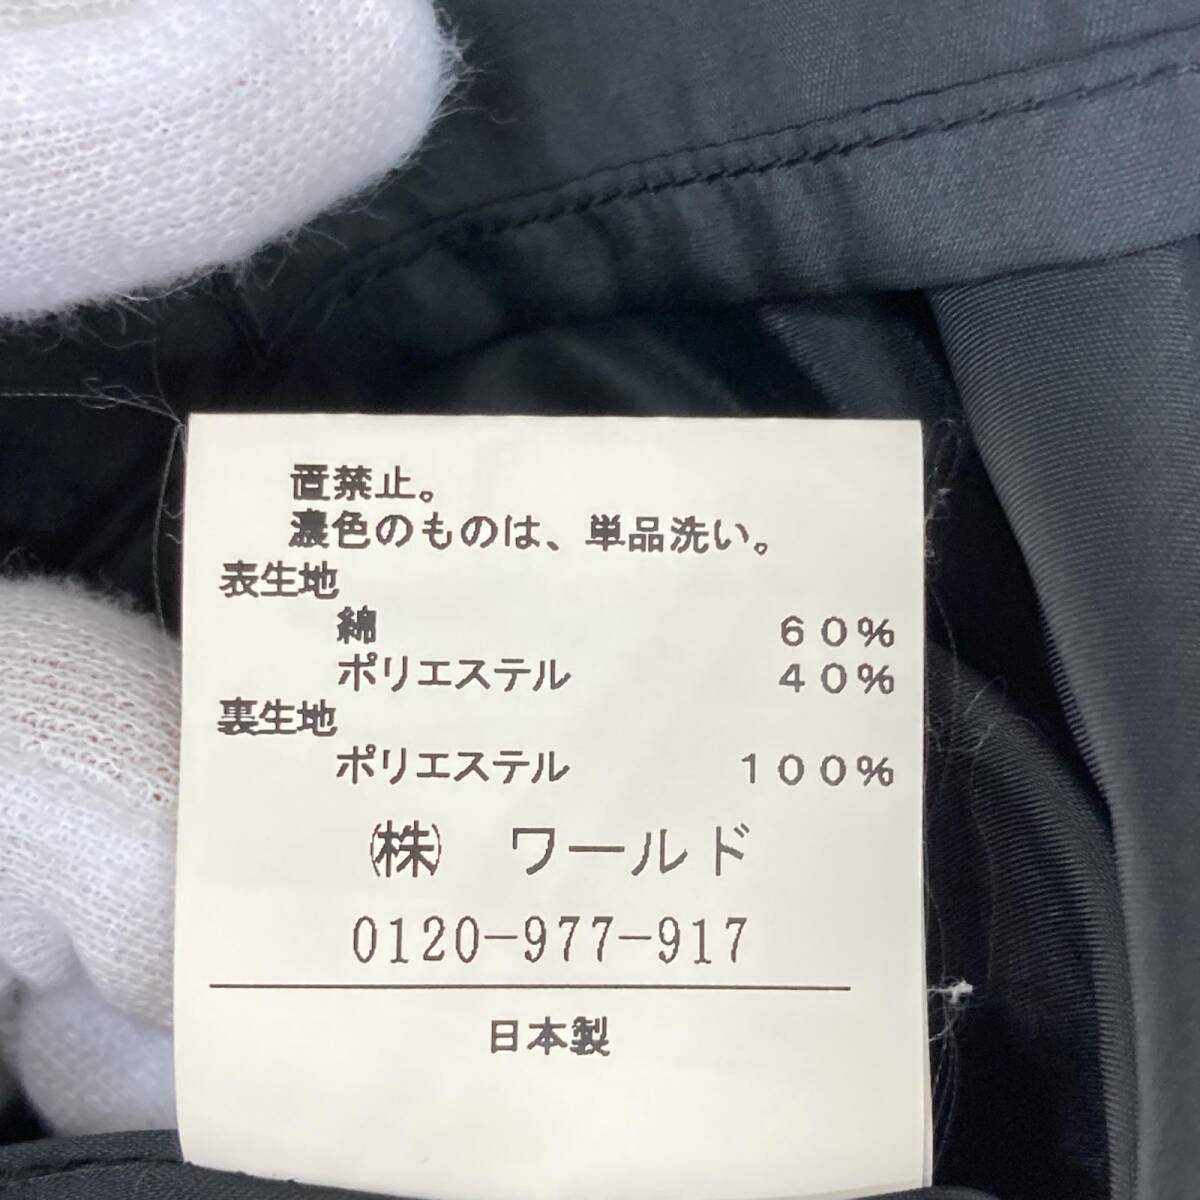 置禁止。
濃色のものは、単品洗い。
表生地
綿 60%
ポリエステル 40%
裏生地
ポリエステル 100%
㈱ ワールド
0120-977-917
日本製